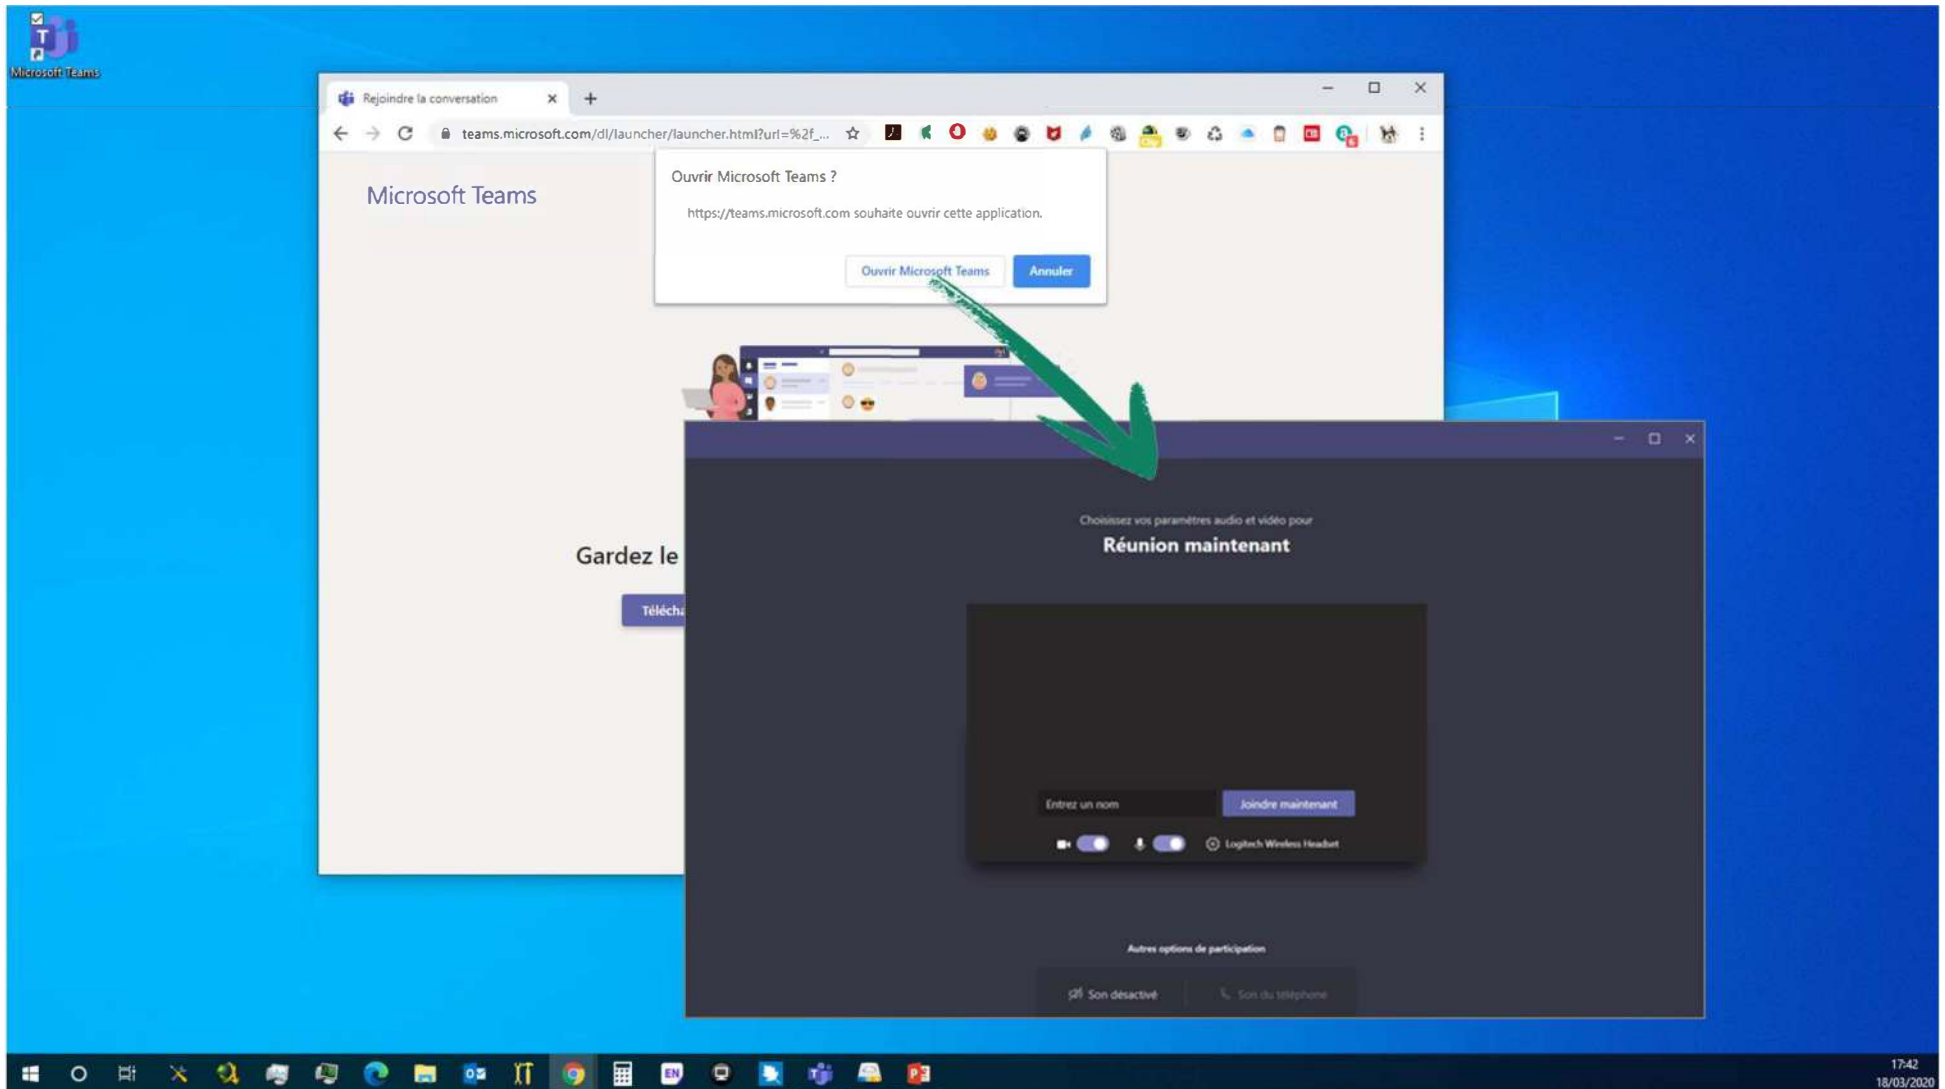 Microsoft Teams
Rejoindre la conversation
teams.microsoft.com/dl/launcher/launcher.html?url=%2f_...
Microsoft Teams
Ouvrir Microsoft Teams ?
https://teams.microsoft.com souhaite ouvrir cette application.
Ouvrir Microsoft Teams
Annuler
Gardez le
Télécha
Choisissez vos paramètres audio et vidéo pour
Réunion maintenant
Entrez un nom
Joindre maintenant
Logitech Wireless Headset
Autres options de participation
Son désactivé
Son du téléphone
EN
17:42
18/03/2020